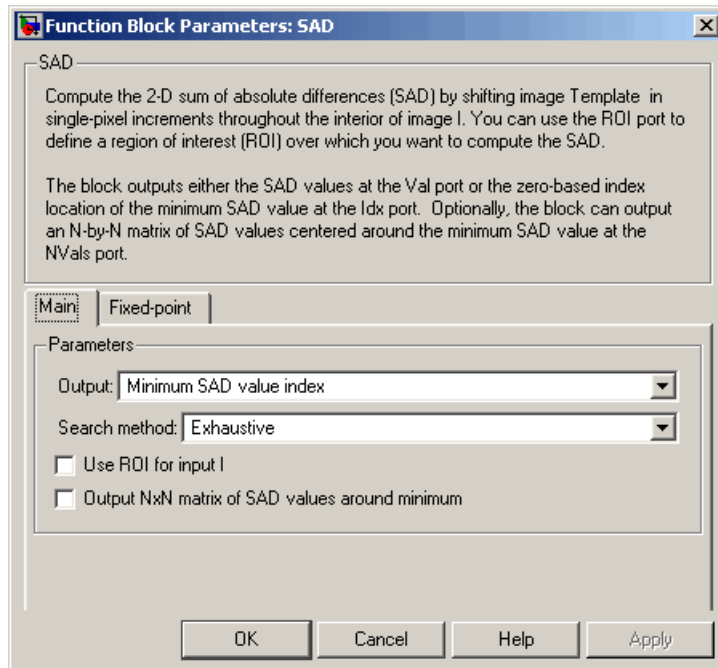 Function Block Parameters: SAD
SAD
Compute the 2-D sum of absolute differences (SAD) by shifting image Template in
single-pixel increments throughout the interior of image I. You can use the ROI port to
define a region of interest (ROI) over which you want to compute the SAD.
The block outputs either the SAD values at the Val port or the zero-based index
location of the minimum SAD value at the Idx port. Optionally, the block can output
an N-by-N matrix of SAD values centered around the minimum SAD value at the
NVals port.
Main Fixed-point
Parameters
Output: Minimum SAD value index
Search method: Exhaustive
Use ROI for input I
Output NxN matrix of SAD values around minimum
OK Cancel Help Apply